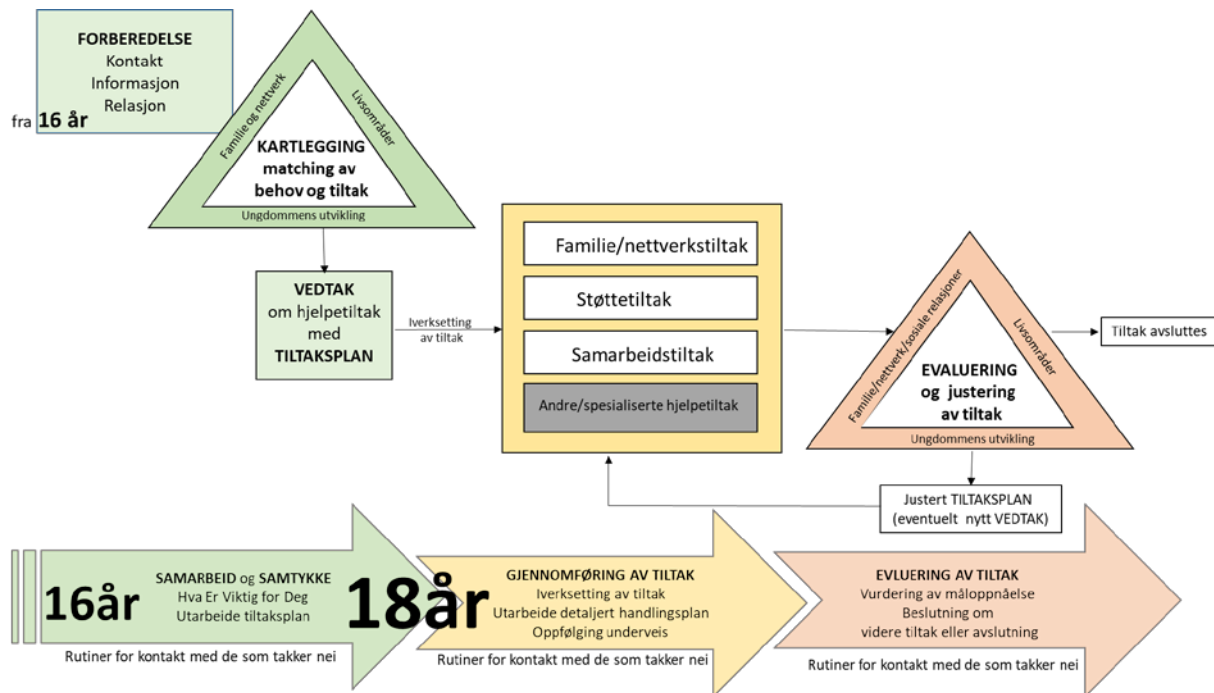 FORBEREDELSE
Kontakt
Informasjon
Relasjon
fra 16 år
Familie og nettverk
Livsområder
KARTLEGGING
matching av
behov og tiltak
Ungdommens utvikling
VEDTAK
om hjelpetiltak
med
TILTAKSPLAN
Iverksetting
av tiltak
Familie/nettverkstiltak
Støttetiltak
Samarbeidstiltak
Andre/spesialiserte hjelpetiltak
Familie/nettverk/sosiale relasjoner
Livsområder
EVALUERING
og justering
av tiltak
Ungdommens utvikling
Tiltak avsluttes
Justert TILTAKSPLAN
(eventuelt nytt VEDTAK)
16år
SAMARBEID og SAMTYKKE
Hva Er Viktig for Deg
Utarbeide tiltaksplan
Rutiner for kontakt med de som takker nei
18år
GJENNOMFØRING AV TILTAK
Iverksetting av tiltak
Utarbeide detaljert handlingsplan
Oppfølging underveis
Rutiner for kontakt med de som takker nei
EVLUERING AV TILTAK
Vurdering av måloppnåelse
Beslutning om
videre tiltak eller avslutning
Rutiner for kontakt med de som takker nei